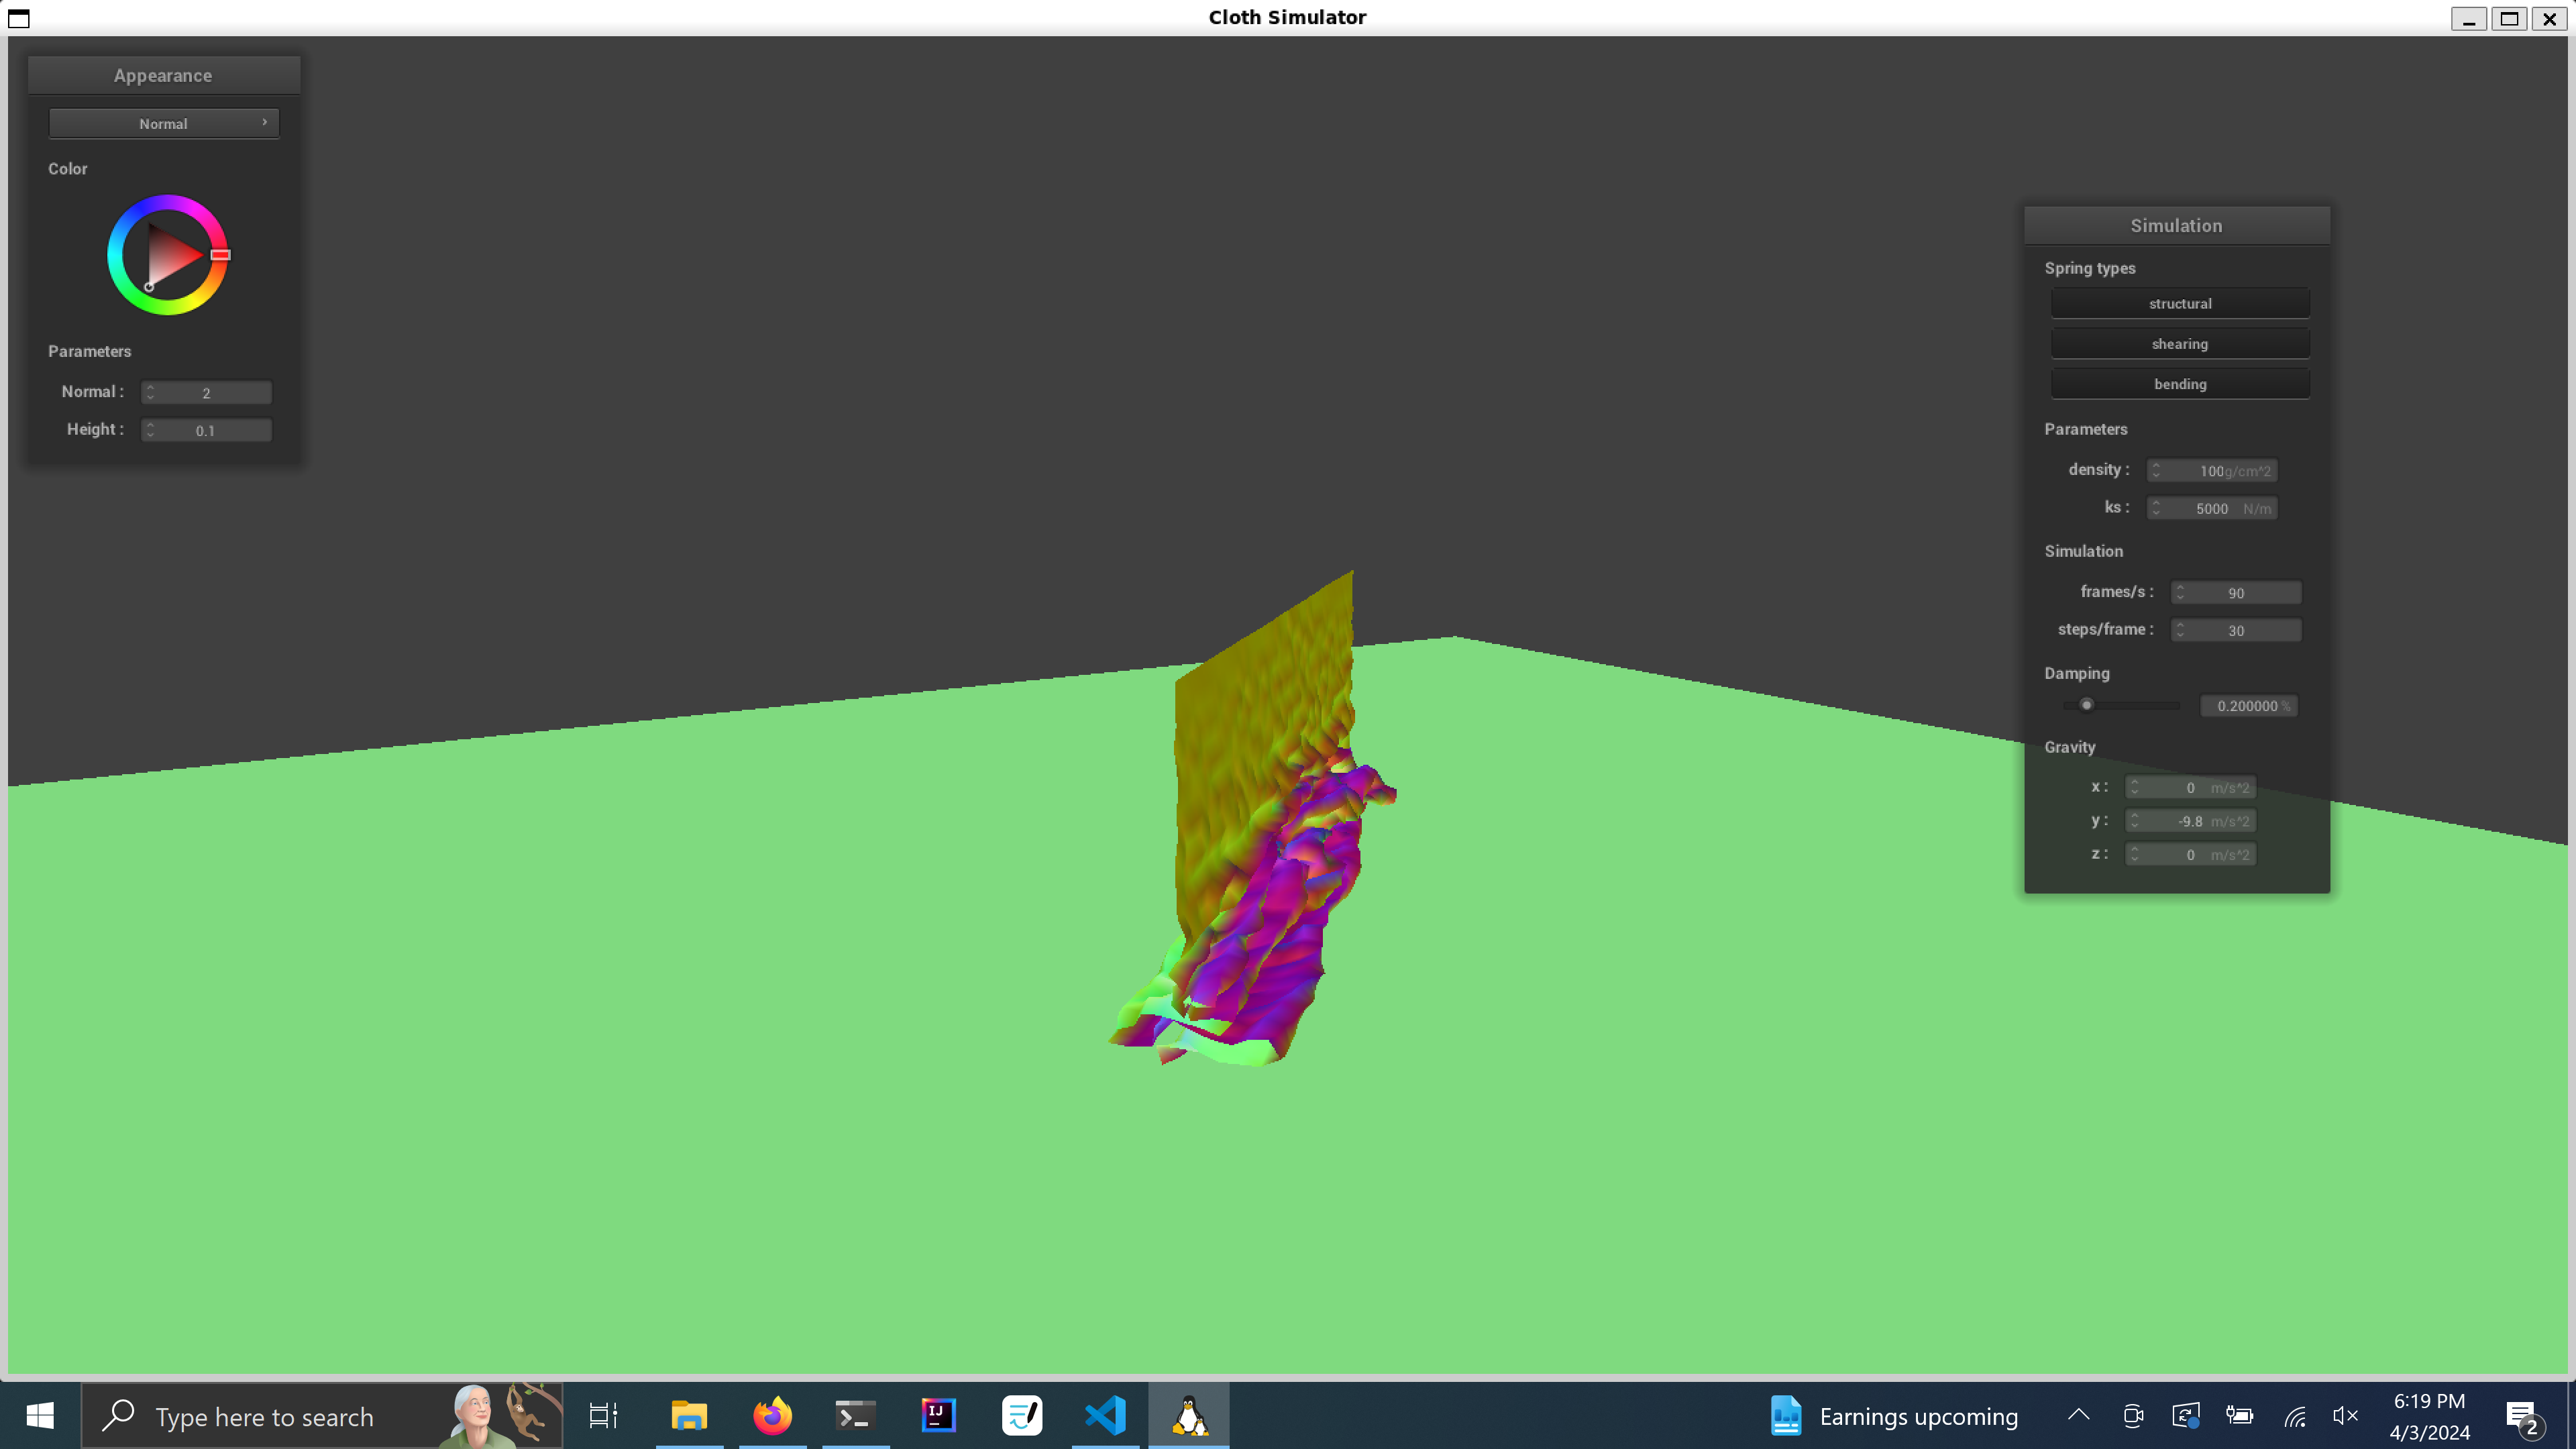 Cloth Simulator
Appearance
Normal
Color
Parameters
Normal : 2
Height : 0.1
Simulation
Spring types
structural
shearing
bending
Parameters
density : 100g/cm^2
ks : 5000 N/m
Simulation
frames/s : 90
steps/frame : 30
Damping
0.200000 %
Gravity
x : 0 m/s^2
y : -9.8 m/s^2
z : 0 m/s^2
Type here to search
IJ
Earnings upcoming
6:19 PM
4/3/2024
2